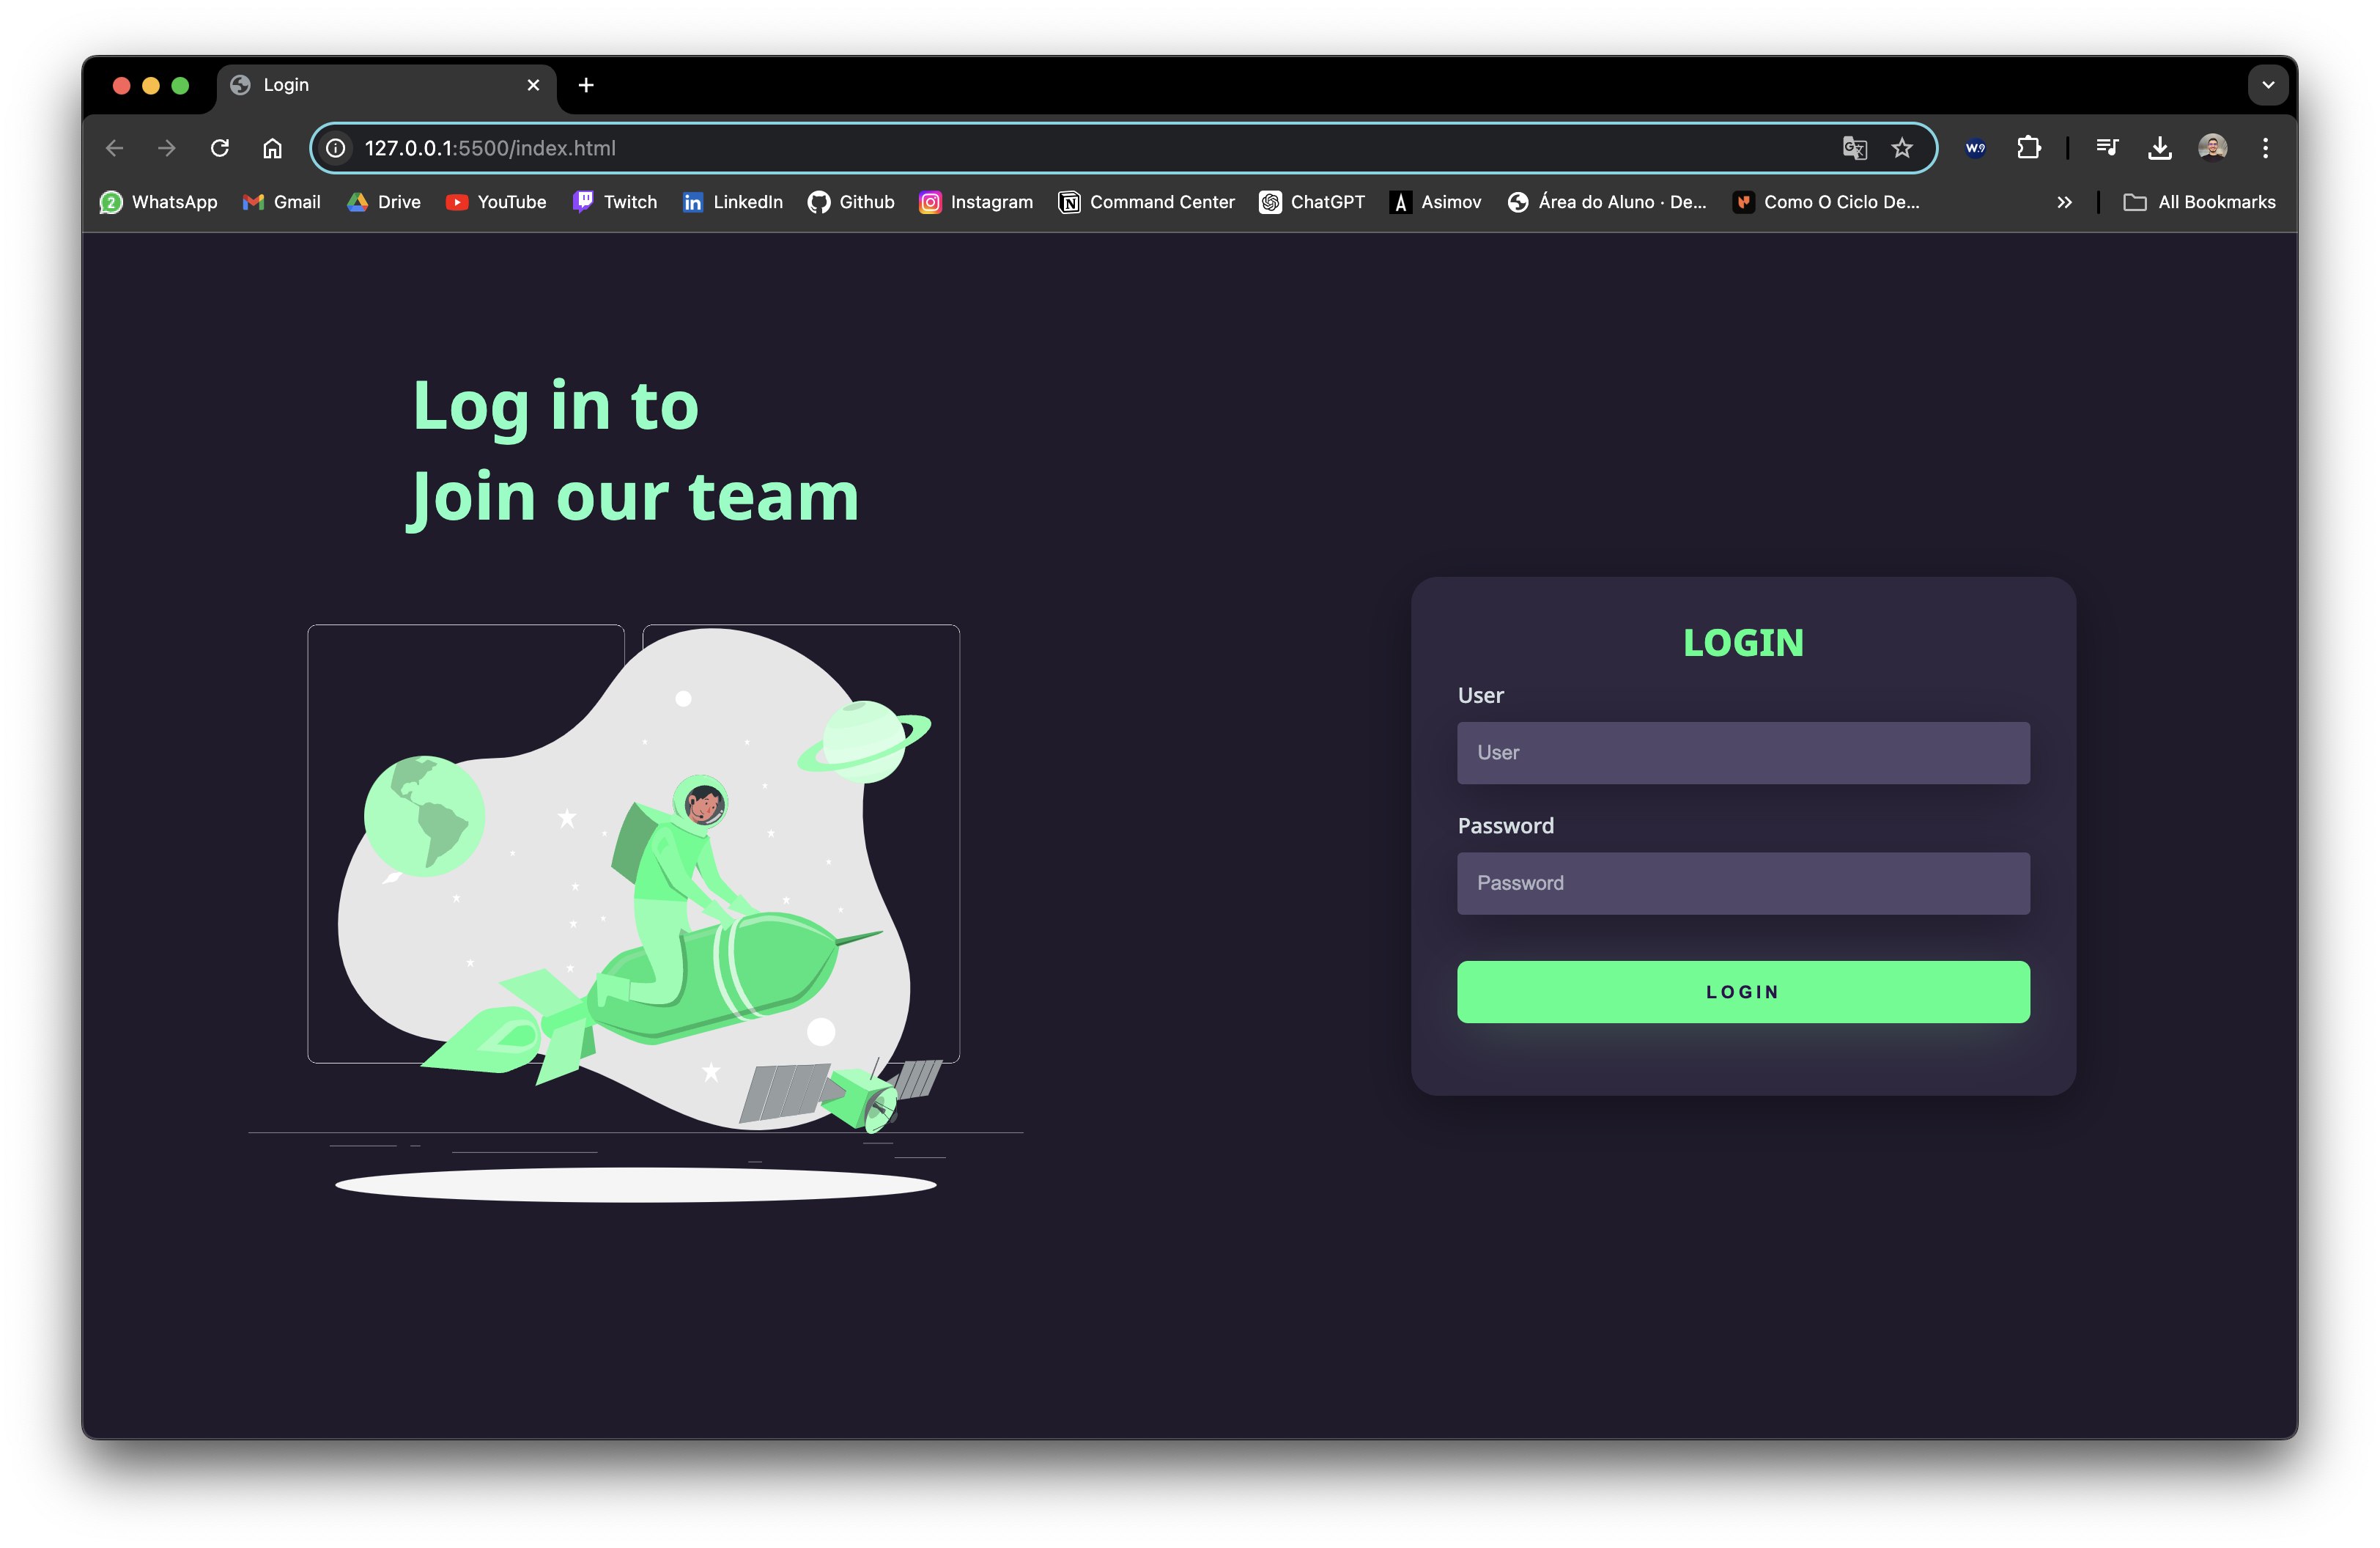 Login
127.0.0.1:5500/index.html
W.9
2 WhatsApp Gmail Drive YouTube Twitch LinkedIn Github Instagram Command Center ChatGPT Asimov Área do Aluno · De... Como O Ciclo De... All Bookmarks
Log in to
Join our team
LOGIN
User
User
Password
Password
LOGIN